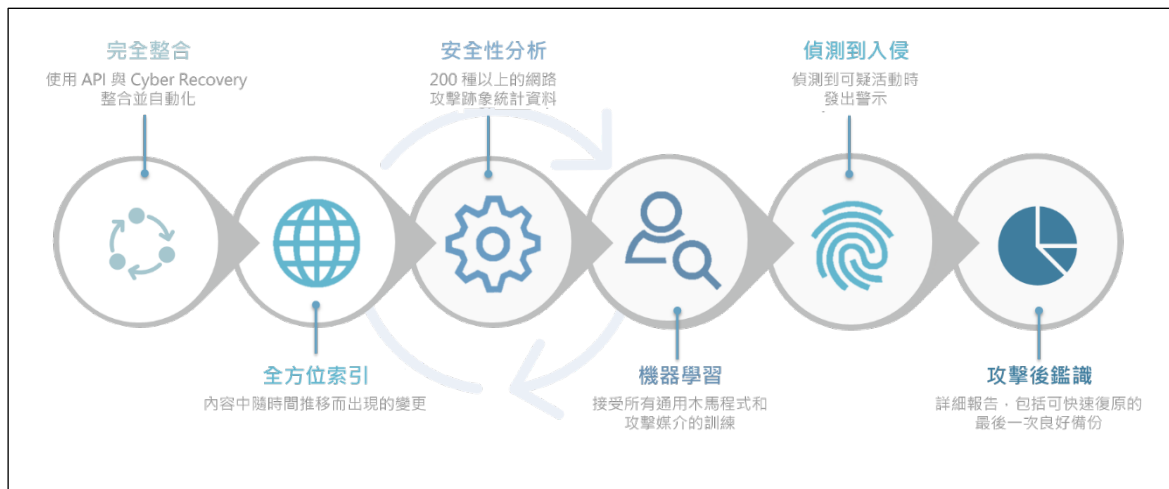 完全整合
使用 API 與 Cyber Recovery
整合並自動化
安全性分析
200 種以上的網路
攻擊跡象統計資料
偵測到入侵
偵測到可疑活動時
發出警示
全方位索引
內容中隨時間推移而出現的變更
機器學習
接受所有通用木馬程式和
攻擊媒介的訓練
攻擊後鑑識
詳細報告，包括可快速復原的
最後一次良好備份